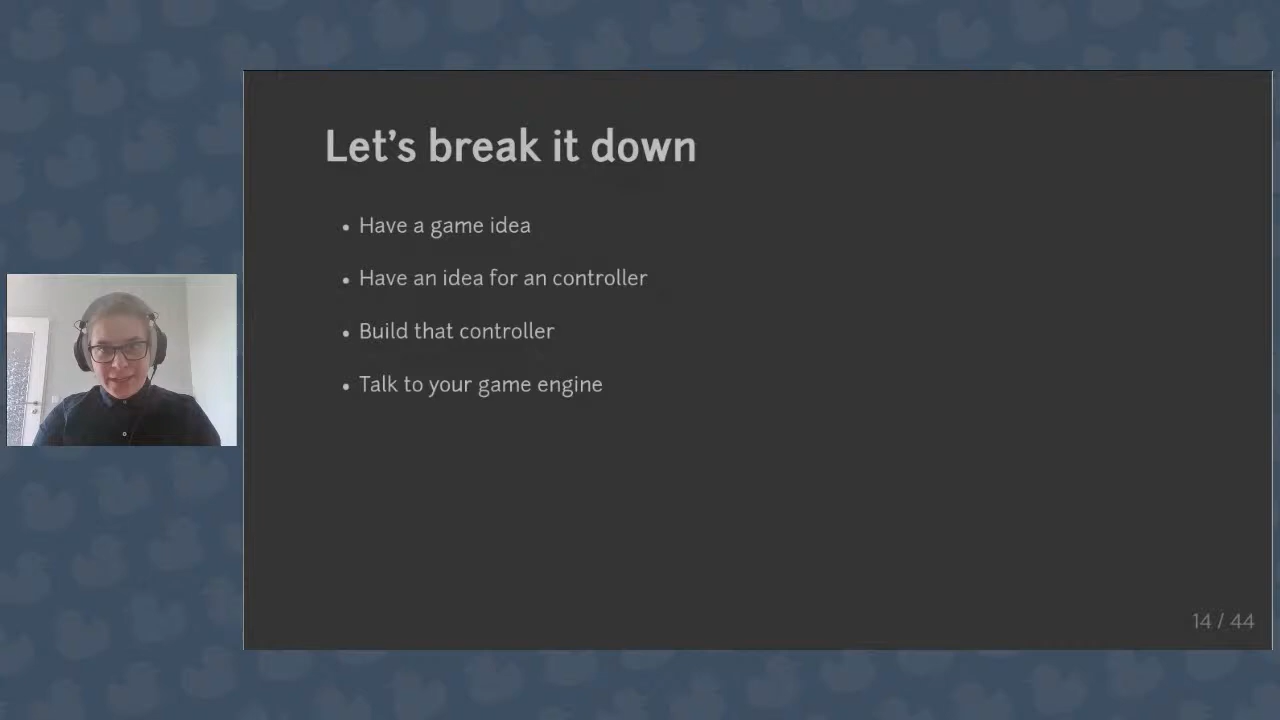 Let's break it down
• Have a game idea
• Have an idea for an controller
• Build that controller
• Talk to your game engine
14 / 44